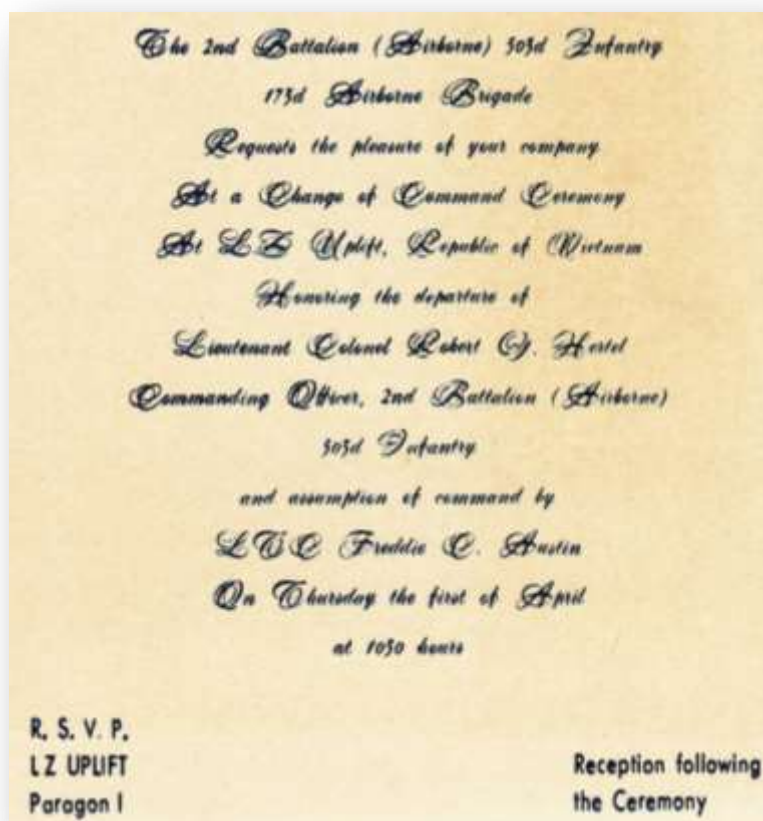 The 2nd Battalion (Airborne) 503d Infantry
173d Airborne Brigade
Requests the pleasure of your company
At a Change of Command Ceremony
At LZ Uplift, Republic of Vietnam
Honoring the departure of
Lieutenant Colonel Robert Hertel
Commanding Officer, 2nd Battalion (Airborne)
503d Infantry
and assumption of command by
LTC Freddie C. Austin
On Thursday the first of April
at 1030 hours
R. S. V. P.
LZ UPLIFT
Paragon I
Reception following
the Ceremony